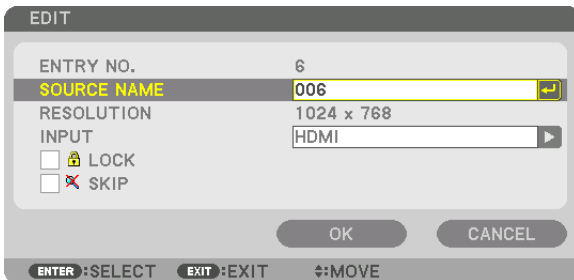 EDIT
ENTRY NO. 6
SOURCE NAME 006
RESOLUTION 1024 x 768
INPUT HDMI
LOCK
SKIP
OK CANCEL
ENTER :SELECT EXIT :EXIT :MOVE